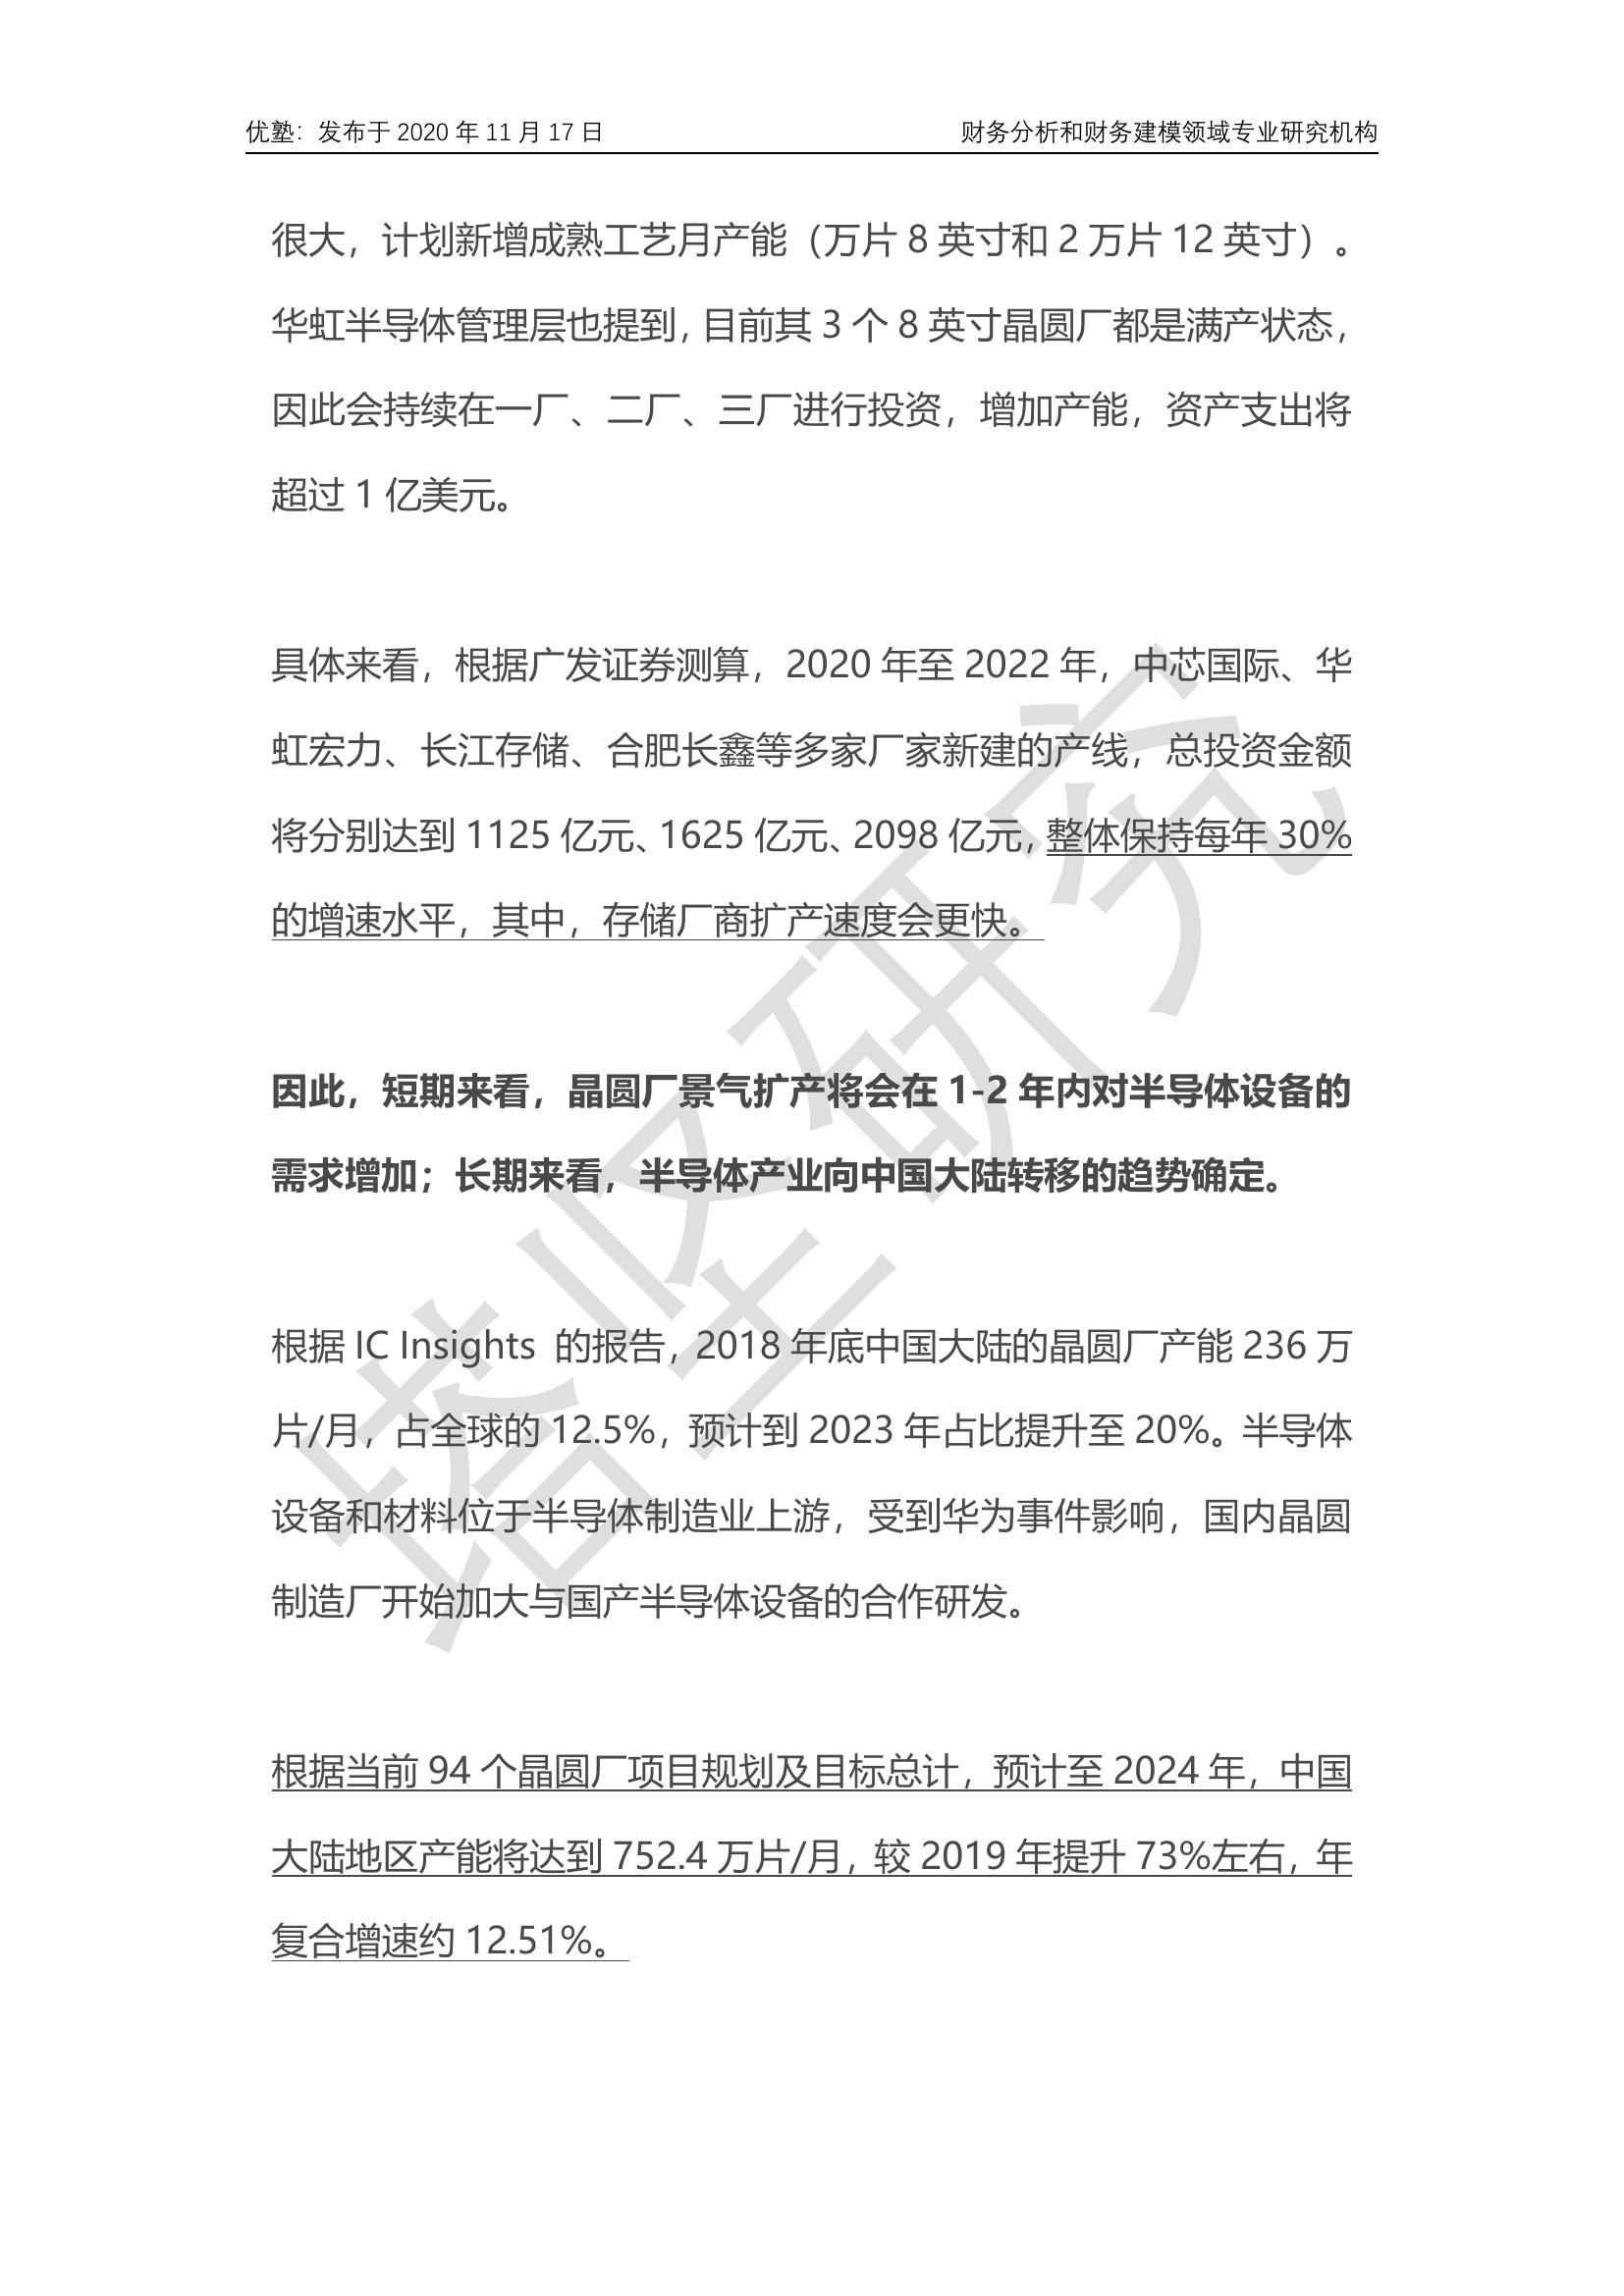 优塾：发布于 2020 年 11 月 17 日 财务分析和财务建模领域专业研究机构
很大，计划新增成熟工艺月产能（万片 8 英寸和 2 万片 12 英寸）。
华虹半导体管理层也提到，目前其 3 个 8 英寸晶圆厂都是满产状态，
因此会持续在一厂、二厂、三厂进行投资，增加产能，资产支出将
超过 1 亿美元。
具体来看，根据广发证券测算，2020 年至 2022 年，中芯国际、华
虹宏力、长江存储、合肥长鑫等多家厂家新建的产线，总投资金额
将分别达到 1125 亿元、1625 亿元、2098 亿元，整体保持每年 30%
的增速水平，其中，存储厂商扩产速度会更快。
因此，短期来看，晶圆厂景气扩产将会在 1-2 年内对半导体设备的
需求增加；长期来看，半导体产业向中国大陆转移的趋势确定。
根据 IC Insights 的报告，2018 年底中国大陆的晶圆厂产能 236 万
片/月，占全球的 12.5%，预计到 2023 年占比提升至 20%。半导体
设备和材料位于半导体制造业上游，受到华为事件影响，国内晶圆
制造厂开始加大与国产半导体设备的合作研发。
根据当前 94 个晶圆厂项目规划及目标总计，预计至 2024 年，中国
大陆地区产能将达到 752.4 万片/月，较 2019 年提升 73%左右，年
复合增速约 12.51%。
塔坚研究